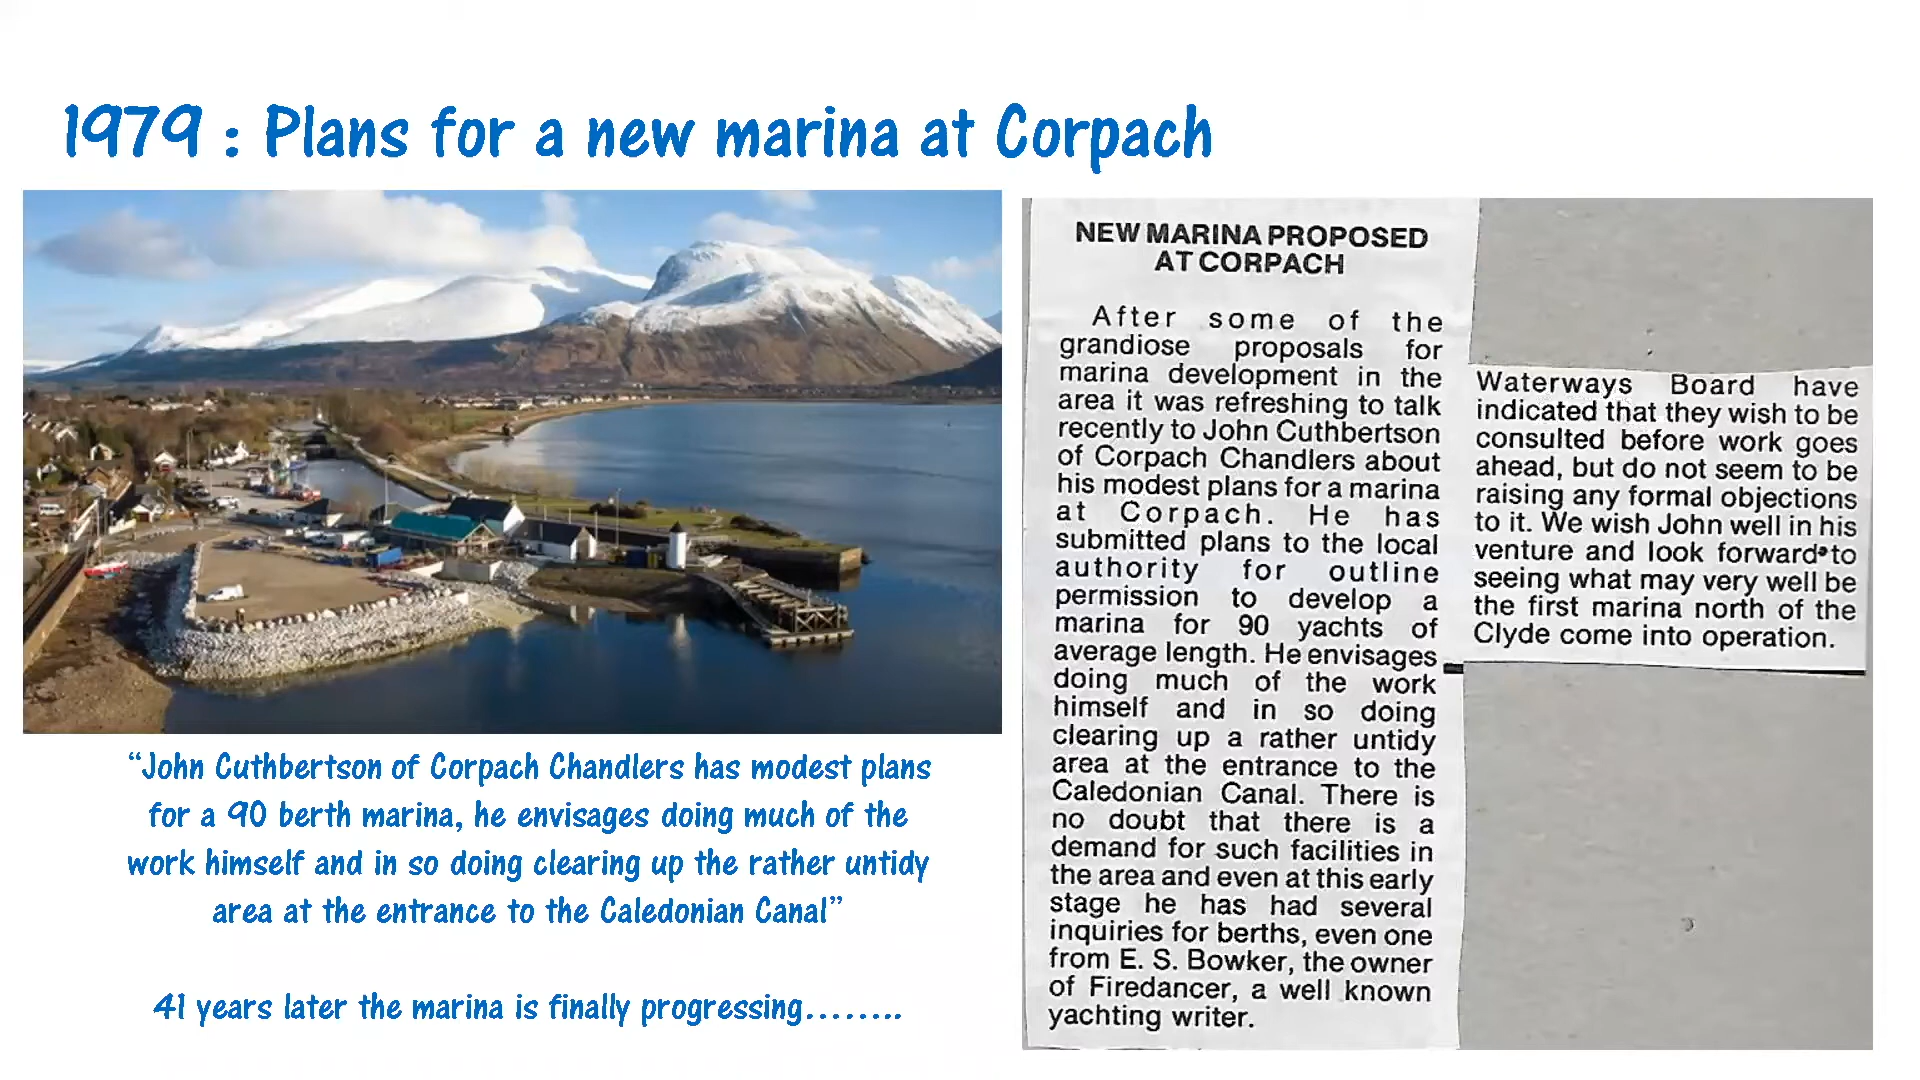 1979 : Plans for a new marina at Corpach
"John Cuthbertson of Corpach Chandlers has modest plans
for a 90 berth marina, he envisages doing much of the
work himself and in so doing clearing up the rather untidy
area at the entrance to the Caledonian Canal"
41 years later the marina is finally progressing……..
NEW MARINA PROPOSED
AT CORPACH
After some of the
grandiose proposals for
marina development in the
area it was refreshing to talk
recently to John Cuthbertson
of Corpach Chandlers about
his modest plans for a marina
at Corpach. He has
submitted plans to the local
authority for outline
permission to develop a
marina for 90 yachts of
average length. He envisages
doing much of the work
himself and in so doing
clearing up a rather untidy
area at the entrance to the
Caledonian Canal. There is
no doubt that there is a
demand for such facilities in
the area and even at this early
stage he has had several
inquiries for berths, even one
from E. S. Bowker, the owner
of Firedancer, a well known
yachting writer.
Waterways Board have
indicated that they wish to be
consulted before work goes
ahead, but do not seem to be
raising any formal objections
to it. We wish John well in his
venture and look forward to
seeing what may very well be
the first marina north of the
Clyde come into operation.